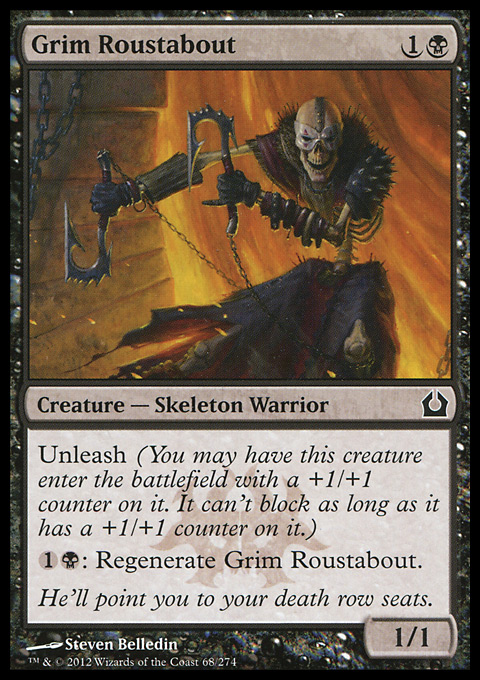 Grim Roustabout 1
Creature — Skeleton Warrior
Unleash (You may have this creature
enter the battlefield with a +1/+1
counter on it. It can't block as long as it
has a +1/+1 counter on it.)
1: Regenerate Grim Roustabout.
He'll point you to your death row seats.
Steven Belledin
1/1
™ & © 2012 Wizards of the Coast 68/274